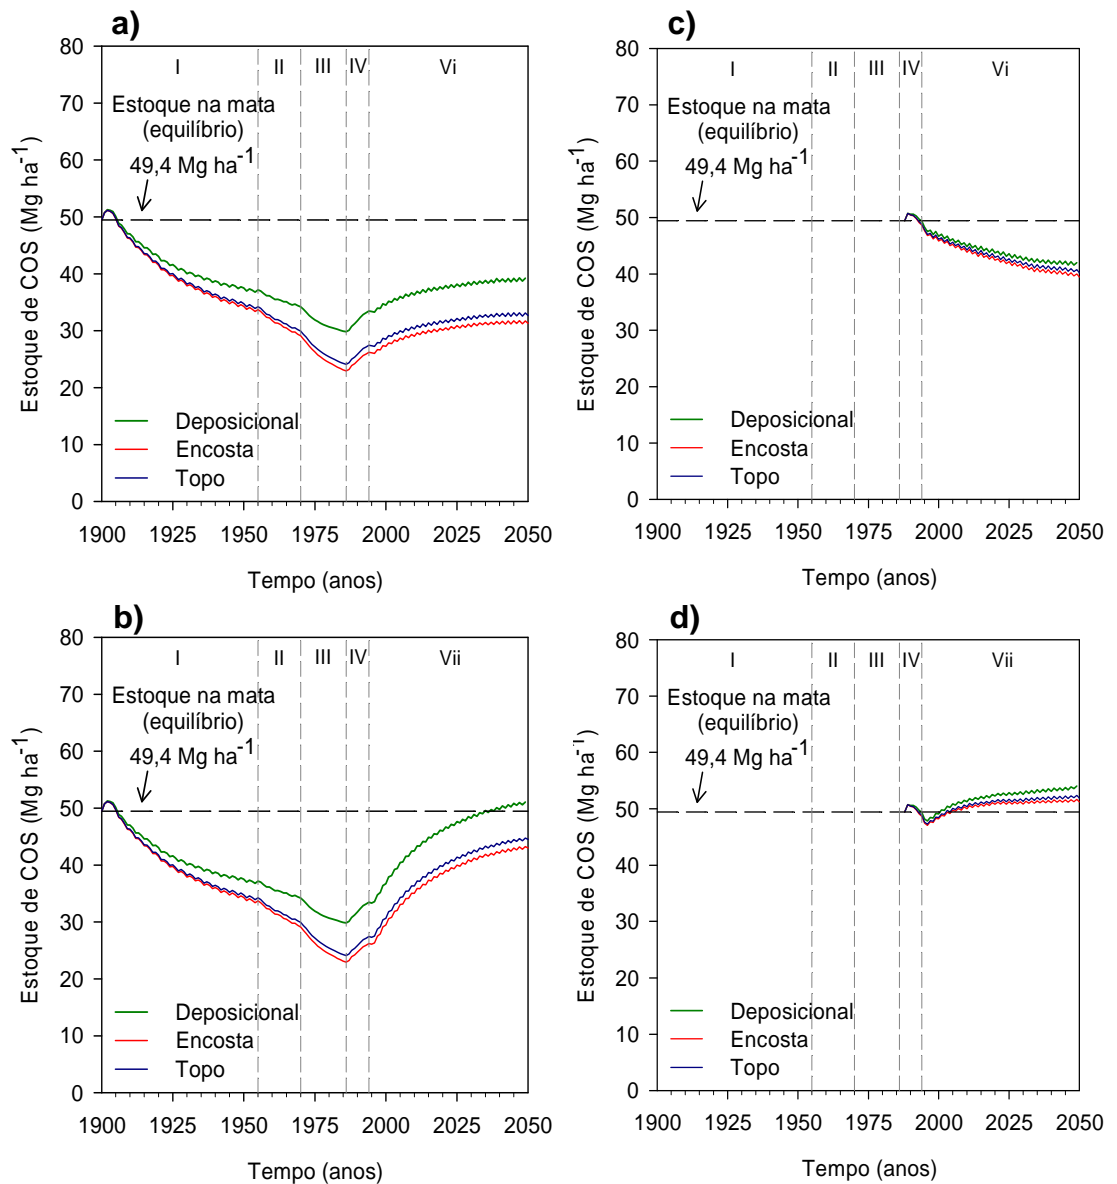 a)
80
70
60
50
40
30
20
10
0
Estoque de COS (Mg ha-1)
I II III IV Vi
Estoque na mata
(equilíbrio)
49,4 Mg ha-1
Deposicional
Encosta
Topo
1900 1925 1950 1975 2000 2025 2050
Tempo (anos)
c)
80
70
60
50
40
30
20
10
0
Estoque de COS (Mg ha-1)
I II III IV Vi
Estoque na mata
(equilíbrio)
49,4 Mg ha-1
Deposicional
Encosta
Topo
1900 1925 1950 1975 2000 2025 2050
Tempo (anos)
b)
80
70
60
50
40
30
20
10
0
Estoque de COS (Mg ha-1)
I II III IV Vii
Estoque na mata
(equilíbrio)
49,4 Mg ha-1
Deposicional
Encosta
Topo
1900 1925 1950 1975 2000 2025 2050
Tempo (anos)
d)
80
70
60
50
40
30
20
10
0
Estoque de COS (Mg ha-1)
I II III IV Vii
Estoque na mata
(equilíbrio)
49,4 Mg ha-1
Deposicional
Encosta
Topo
1900 1925 1950 1975 2000 2025 2050
Tempo (anos)